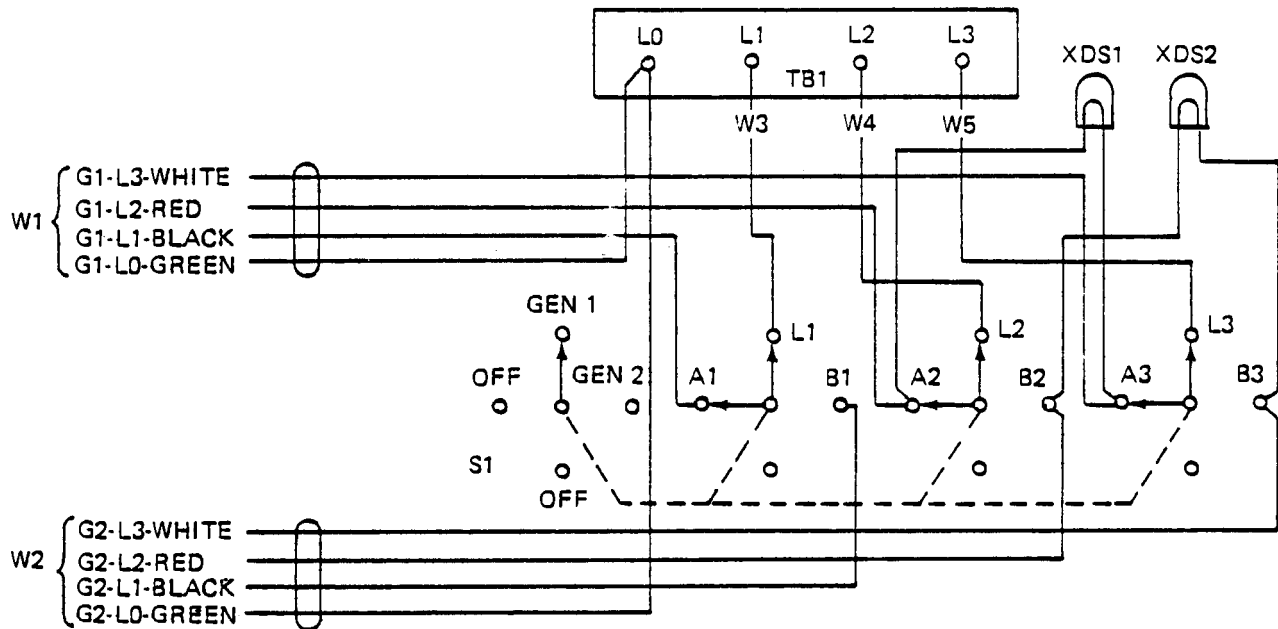 L0 L1 L2 L3
TB1
XDS1 XDS2
W3 W4 W5
W1
G1-L3-WHITE
G1-L2-RED
G1-L1-BLACK
G1-L0-GREEN
GEN 1
L1 L2 L3
OFF GEN 2 A1 B1 A2 B2 A3 B3
S1
OFF
W2
G2-L3-WHITE
G2-L2-RED
G2-L1-BLACK
G2-L0-GREEN